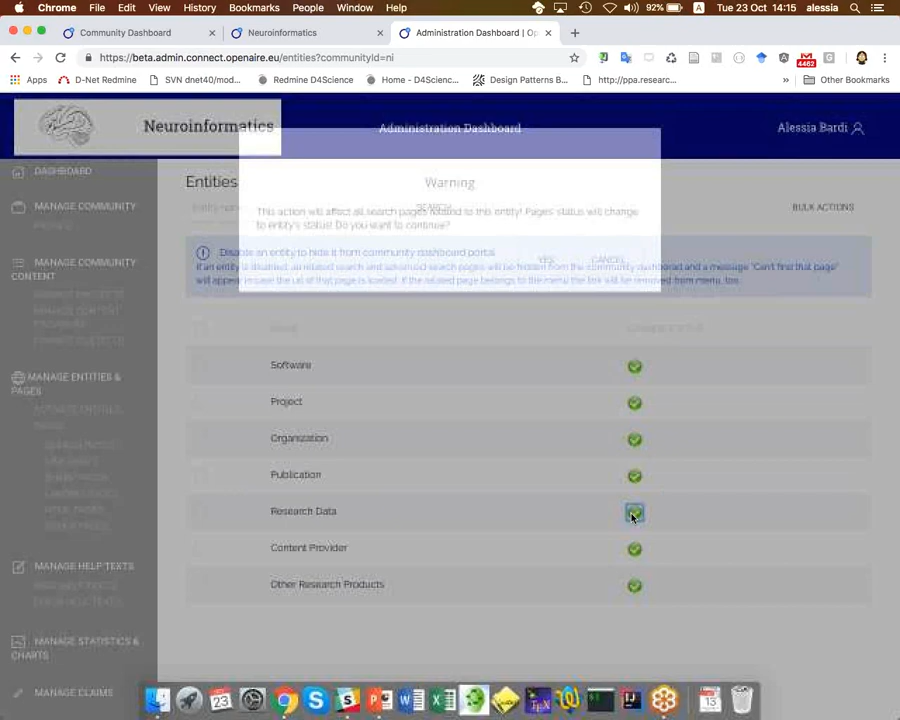 Chrome File Edit View History Bookmarks People Window Help 92% Tue 23 Oct 14:15 alessia
Community Dashboard Neuroinformatics Administration Dashboard | Op
https://beta.admin.connect.openaire.eu/entities?communityId=ni
4462
Apps D-Net Redmine SVN dnet40/mod... Redmine D4Science Home - D4Scienc... Design Patterns B... http://ppa.researc... » Other Bookmarks
Neuroinformatics Administration Dashboard Alessia Bardi
DASHBOARD
MANAGE COMMUNITY
MANAGE COMMUNITY
CONTENT
MANAGE ENTITIES &
PAGES
MANAGE HELP TEXTS
MANAGE STATISTICS &
CHARTS
MANAGE CLAIMS
Entities
SEARCH
BULK ACTIONS
Warning
This action will affect all search pages related to this entity! Pages' status will change
to entity's status! Do you want to continue?
YES CANCEL
Disable an entity to hide it from community dashboard portal
If an entity is disabled, all related search and advanced search pages will be hidden from the community dashboard and a message "Can't find that page"
will appear in case the url of that page is loaded. If the related page belongs to the menu the link will be removed from menu, too.
Software
Project
Organization
Publication
Research Data
Content Provider
Other Research Products
23
13